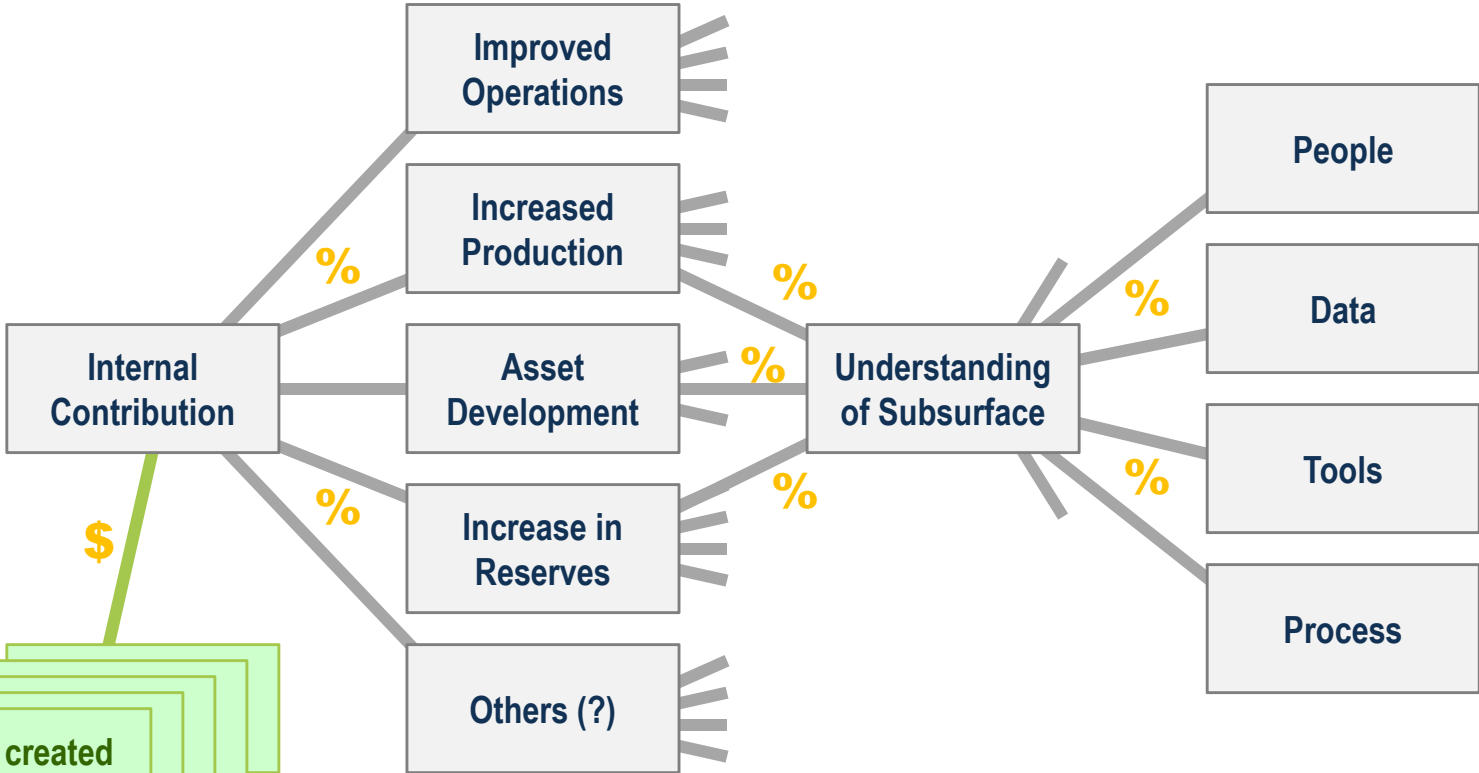 Improved
Operations
Increased
Production
%
%
Internal
Contribution
Asset
Development
%
Understanding
of Subsurface
%
Increase in
Reserves
%
$
Others (?)
created
People
%
Data
Tools
%
Process